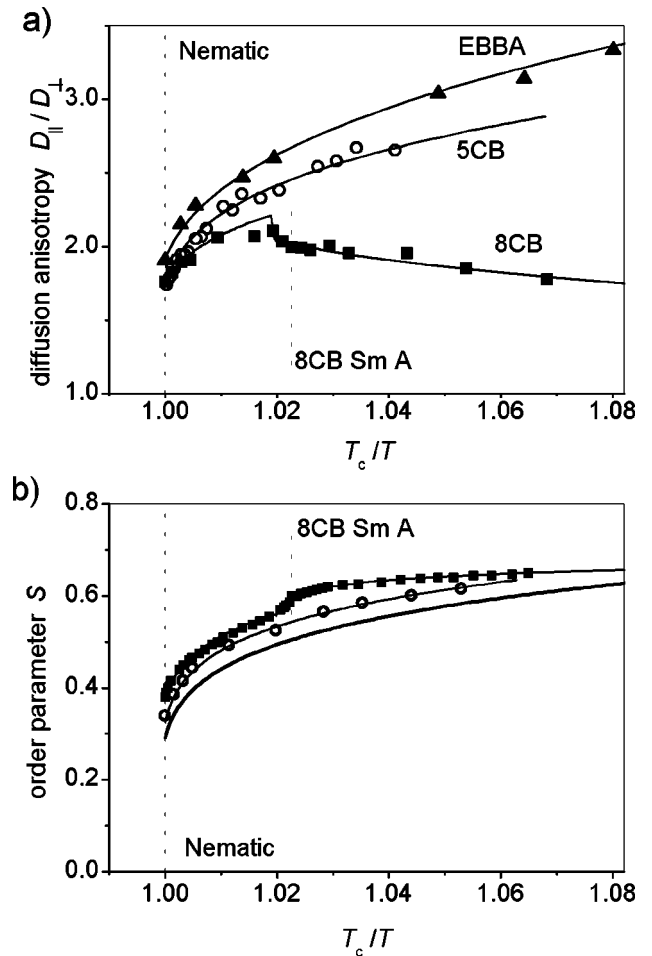 a)
Nematic
EBBA
5CB
8CB
8CB Sm A
diffusion anisotropy D∥ / D⊥
3.0
2.0
1.0
1.00 1.02 1.04 1.06 1.08
Tc /T
b)
8CB Sm A
Nematic
order parameter S
0.8
0.6
0.4
0.2
0.0
1.00 1.02 1.04 1.06 1.08
Tc /T